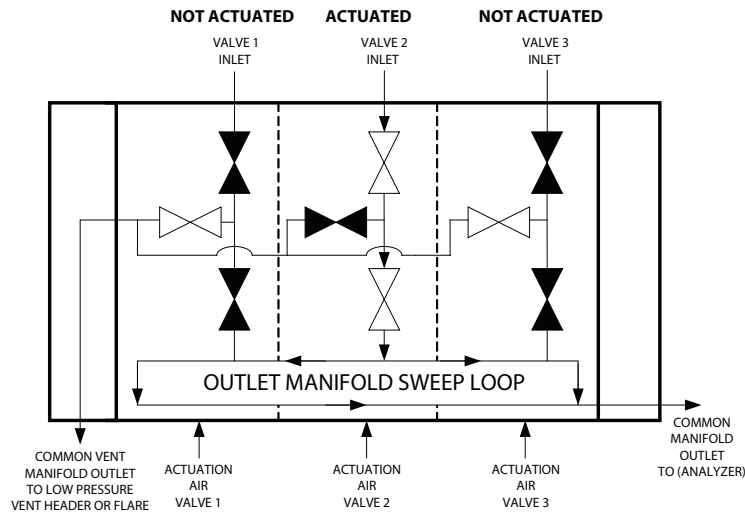 NOT ACTUATED
ACTUATED
NOT ACTUATED
VALVE 1
INLET
VALVE 2
INLET
VALVE 3
INLET
OUTLET MANIFOLD SWEEP LOOP
COMMON VENT
MANIFOLD OUTLET
TO LOW PRESSURE
VENT HEADER OR FLARE
ACTUATION
AIR
VALVE 1
ACTUATION
AIR
VALVE 2
ACTUATION
AIR
VALVE 3
COMMON
MANIFOLD
OUTLET
TO (ANALYZER)